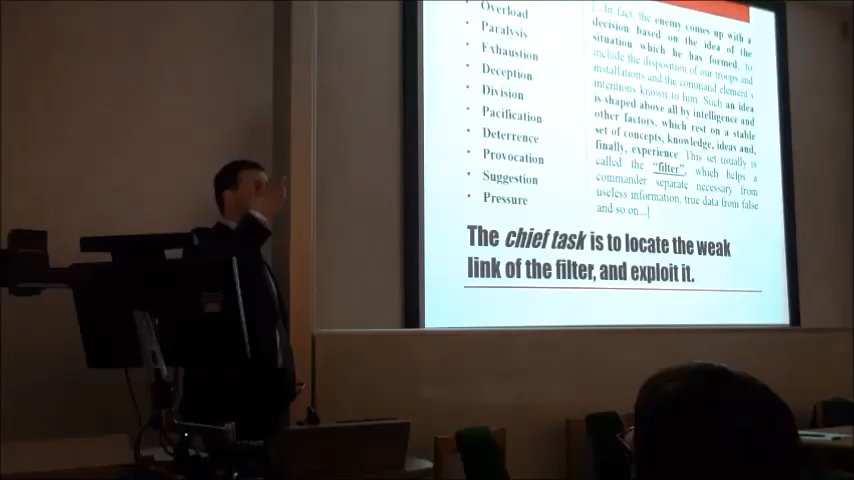 • Overload
• Paralysis
• Exhaustion
• Deception
• Division
• Pacification
• Deterrence
• Provocation
• Suggestion
• Pressure
[...In fact, the enemy comes up with a
decision based on the idea of the
situation which he has formed, to
include the disposition of our troops and
installations and the command element's
intentions known to him. Such an idea
is shaped above all by intelligence and
other factors, which rest on a stable
set of concepts, knowledge, ideas and,
finally, experience. This set usually is
called the "filter", which helps a
commander separate necessary from
useless information, true data from false
and so on...]
The chief task is to locate the weak
link of the filter, and exploit it.